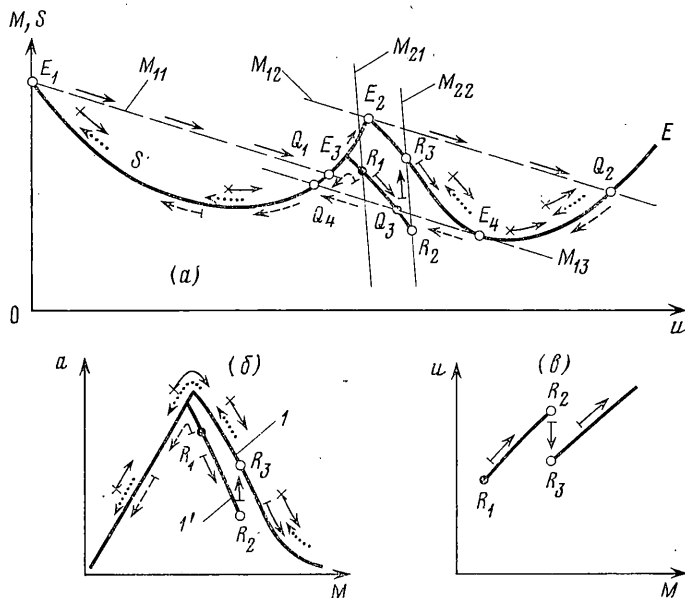 M, S
M₂₁
M₁₂
M₂₂
E₁
M₁₁
E₂
E
Q₁
E₃
R₁
R₃
Q₂
S
Q₄
Q₃
E₄
R₂
M₁₃
(а)
0
u
a
(б)
1
R₁
R₃
1'
R₂
M
u
(в)
R₂
R₁
R₃
M